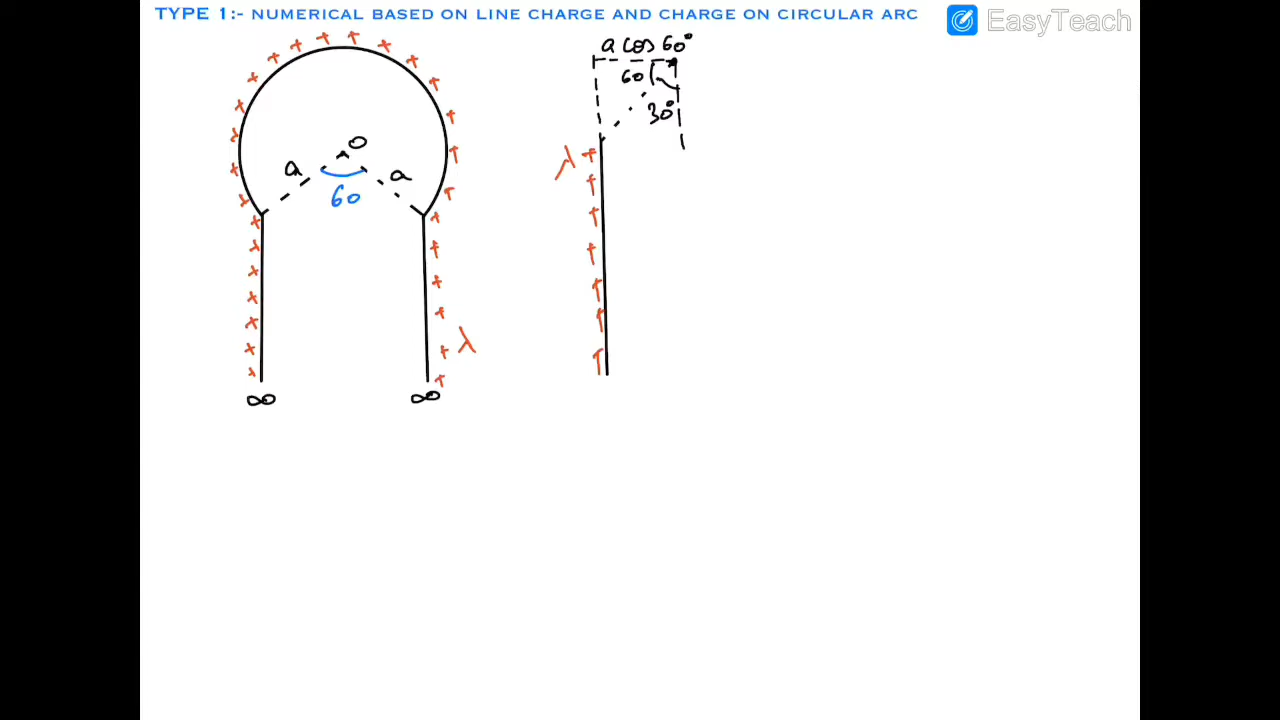 TYPE 1:- NUMERICAL BASED ON LINE CHARGE AND CHARGE ON CIRCULAR ARC
EasyTeach
a cos 60°
60
30°
O
a
a
60
λ
λ
∞
∞